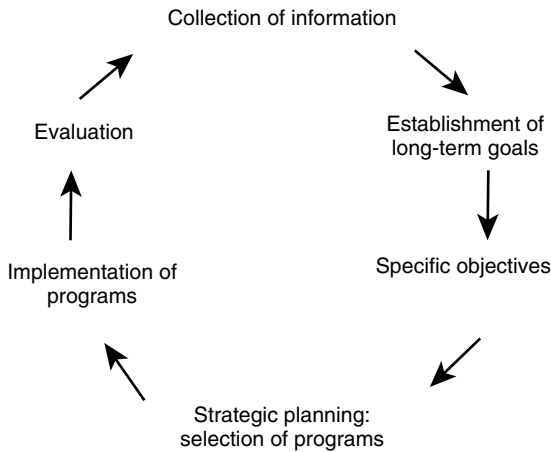 Collection of information
Establishment of
long-term goals
Specific objectives
Strategic planning:
selection of programs
Implementation of
programs
Evaluation